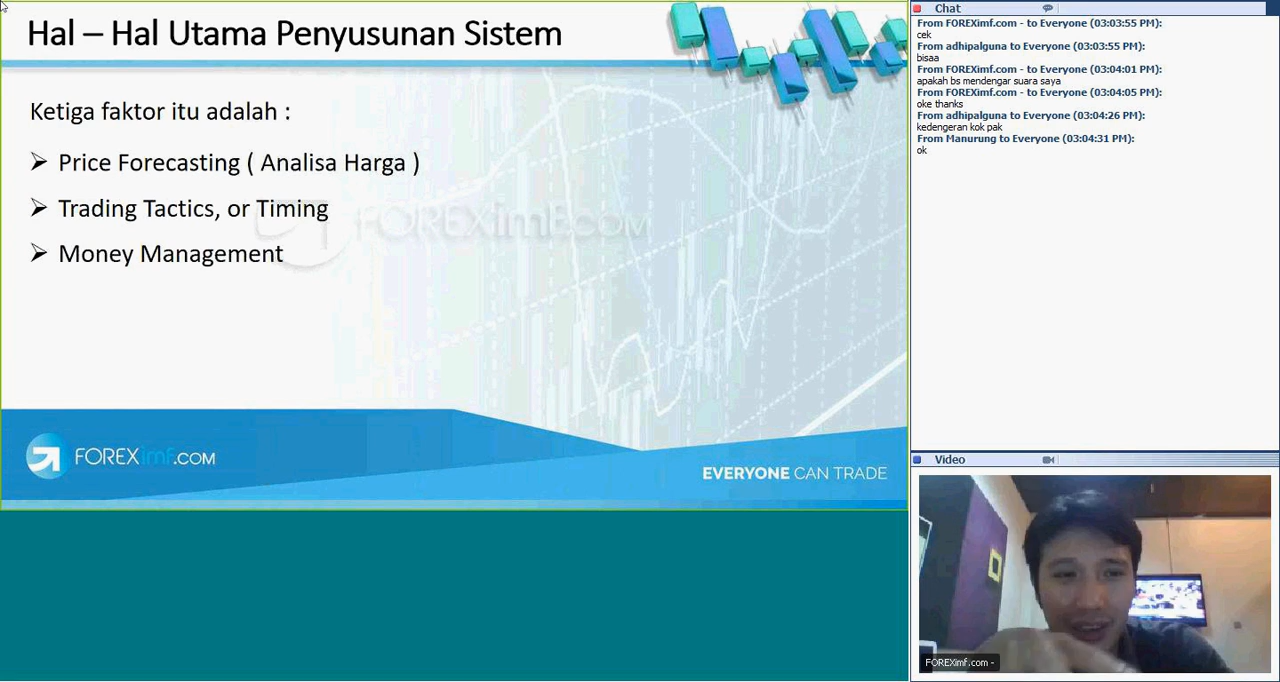 Hal – Hal Utama Penyusunan Sistem
Ketiga faktor itu adalah :
➢ Price Forecasting ( Analisa Harga )
➢ Trading Tactics, or Timing
➢ Money Management
FOREXimf.COM
FOREXimf.COM
EVERYONE CAN TRADE
Chat
From FOREXimf.com - to Everyone (03:03:55 PM):
cek
From adhipalguna to Everyone (03:03:55 PM):
bisaa
From FOREXimf.com - to Everyone (03:04:01 PM):
apakah bs mendengar suara saya
From FOREXimf.com - to Everyone (03:04:05 PM):
oke thanks
From adhipalguna to Everyone (03:04:26 PM):
kedengeran kok pak
From Manurung to Everyone (03:04:31 PM):
ok
Video
FOREXimf.com -